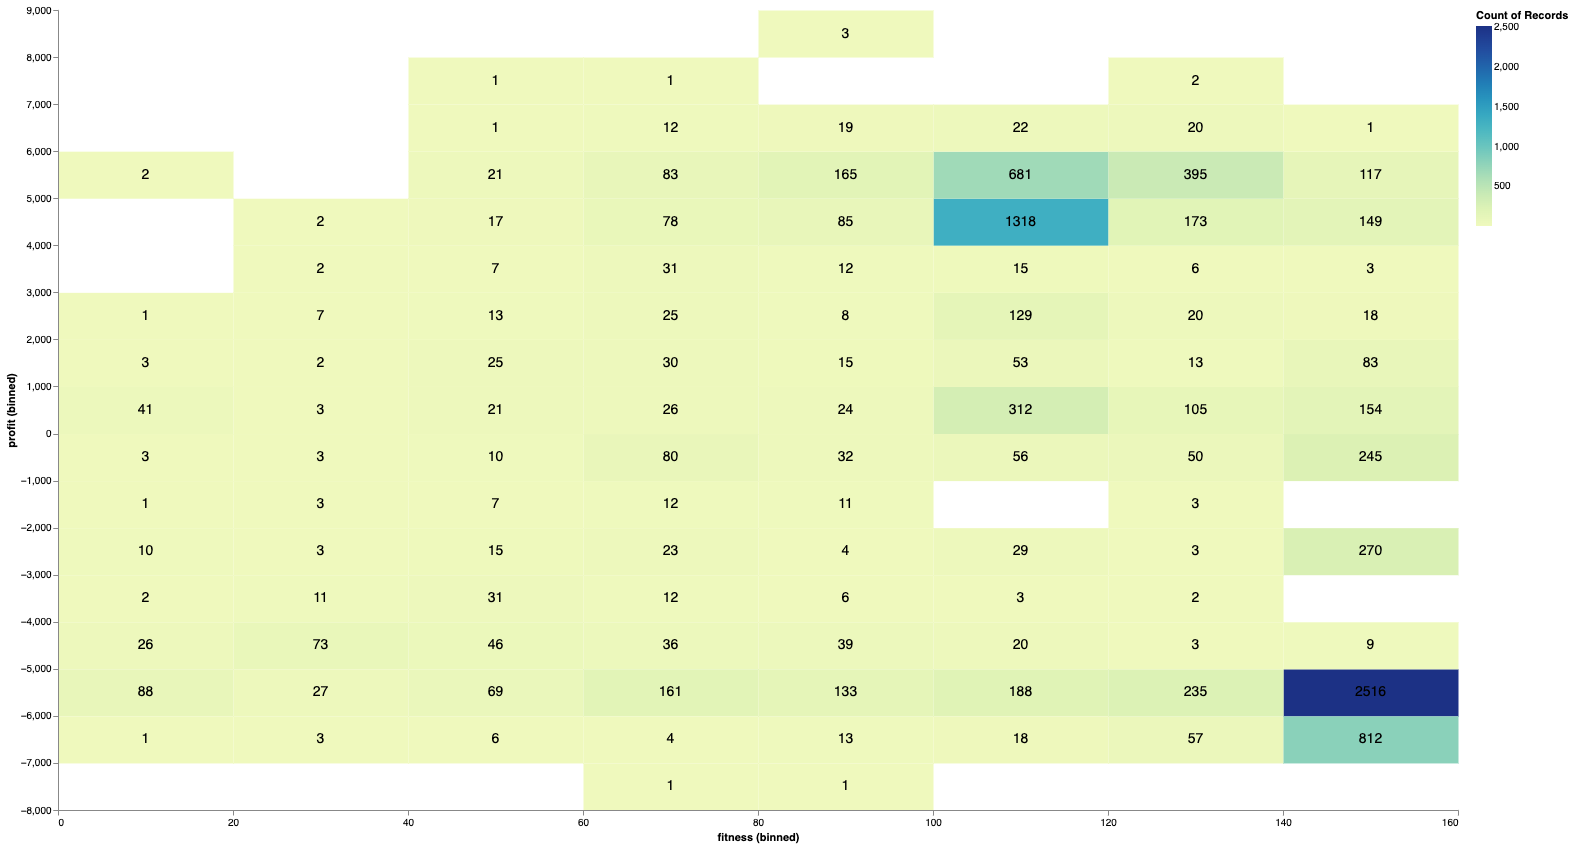 Count of Records
2,500
2,000
1,500
1,000
500
profit (binned)
9,000
3
8,000
1 1 2
7,000
1 12 19 22 20 1
6,000
2 21 83 165 681 395 117
5,000
2 17 78 85 1318 173 149
4,000
2 7 31 12 15 6 3
3,000
1 7 13 25 8 129 20 18
2,000
3 2 25 30 15 53 13 83
1,000
41 3 21 26 24 312 105 154
0
3 3 10 80 32 56 50 245
−1,000
1 3 7 12 11 3
−2,000
10 3 15 23 4 29 3 270
−3,000
2 11 31 12 6 3 2
−4,000
26 73 46 36 39 20 3 9
−5,000
88 27 69 161 133 188 235 2516
−6,000
1 3 6 4 13 18 57 812
−7,000
1 1
−8,000
0 20 40 60 80 100 120 140 160
fitness (binned)